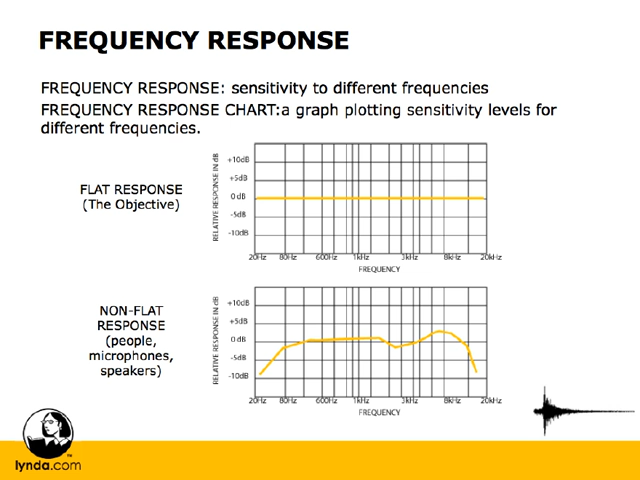 FREQUENCY RESPONSE
FREQUENCY RESPONSE: sensitivity to different frequencies
FREQUENCY RESPONSE CHART:a graph plotting sensitivity levels for
different frequencies.
FLAT RESPONSE
(The Objective)
RELATIVE RESPONSE IN dB
+10dB
+5dB
0 dB
-5dB
-10dB
20Hz 80Hz 600Hz 1kHz 3kHz 8kHz 20kHz
FREQUENCY
NON-FLAT
RESPONSE
(people,
microphones,
speakers)
RELATIVE RESPONSE IN dB
+10dB
+5dB
0 dB
-5dB
-10dB
20Hz 80Hz 600Hz 1kHz 3kHz 8kHz 20kHz
FREQUENCY
lynda.com